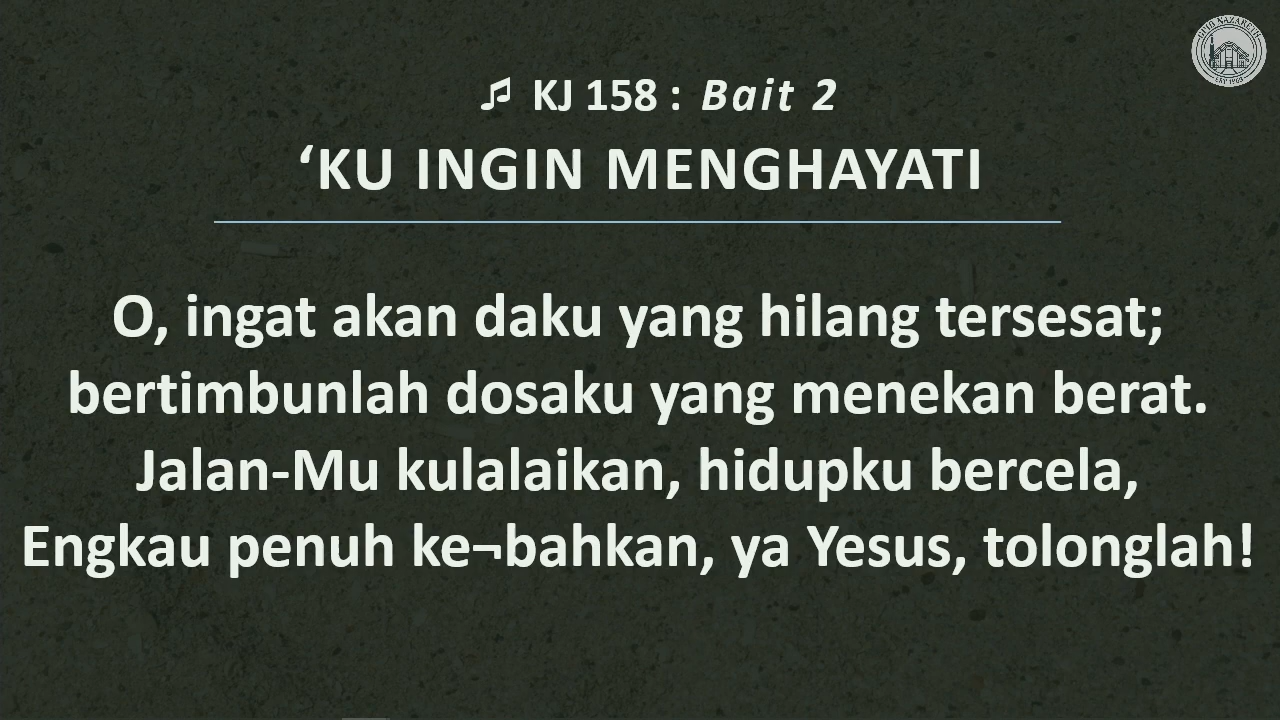 ♫ KJ 158 : Bait 2
‘KU INGIN MENGHAYATI
O, ingat akan daku yang hilang tersesat;
bertimbunlah dosaku yang menekan berat.
Jalan-Mu kulalaikan, hidupku bercela,
Engkau penuh ke¬bahkan, ya Yesus, tolonglah!